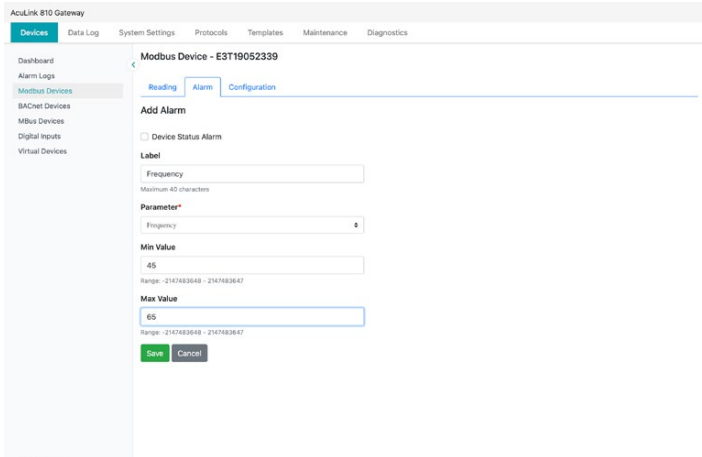 AcuLink 810 Gateway
Devices Data Log System Settings Protocols Templates Maintenance Diagnostics
Dashboard
Alarm Logs
Modbus Devices
BACnet Devices
MBus Devices
Digital Inputs
Virtual Devices
Modbus Device - E3T19052339
Reading Alarm Configuration
Add Alarm
Device Status Alarm
Label
Frequency
Maximum 40 characters
Parameter*
Frequency
Min Value
45
Range: -2147483648 - 2147483647
Max Value
65
Range: -2147483648 - 2147483647
Save Cancel